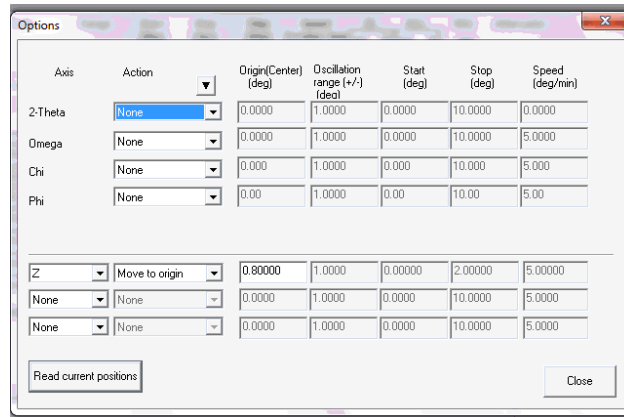 Options
Axis Action Origin(Center) (deg) Oscillation range (+/-) (deg) Start (deg) Stop (deg) Speed (deg/min)
2-Theta None 0.0000 1.0000 0.0000 10.0000 0.0000
Omega None 0.0000 1.0000 0.0000 10.0000 5.0000
Chi None 0.000 1.0000 0.000 10.000 5.000
Phi None 0.00 1.0000 0.00 10.00 5.00
Z Move to origin 0.80000 1.0000 0.00000 2.00000 5.00000
None None 0.0000 1.0000 0.0000 10.0000 5.0000
None None 0.0000 1.0000 0.0000 10.0000 5.0000
Read current positions
Close